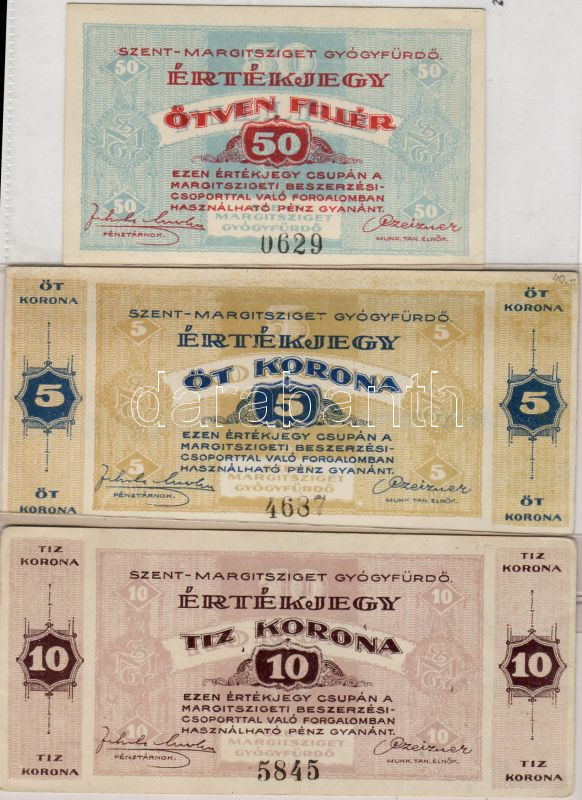 SZENT-MARGITSZIGET GYÓGYFÜRDŐ.
50 50
ÉRTÉKJEGY
ÖTVEN FILLÉR
50
EZEN ÉRTÉKJEGY CSUPÁN A
MARGITSZIGETI BESZERZÉSI-
CSOPORTTAL VALÓ FORGALOMBAN
HASZNÁLHATÓ PÉNZ GYANÁNT.
50 50
MARGITSZIGET
GYÓGYFÜRDŐ
PÉNZTÁRNOK. MUNK. TAN. ELNÖK.
0629
40.-
ÖT KORONA
ÖT KORONA
SZENT-MARGITSZIGET GYÓGYFÜRDŐ.
5 5
ÉRTÉKJEGY
ÖT KORONA
5 5 5
darabanth
EZEN ÉRTÉKJEGY CSUPÁN A
MARGITSZIGETI BESZERZÉSI-
CSOPORTTAL VALÓ FORGALOMBAN
HASZNÁLHATÓ PÉNZ GYANÁNT.
5 5
MARGITSZIGET
GYÓGYFÜRDŐ
PÉNZTÁRNOK. MUNK. TAN. ELNÖK.
4687
ÖT KORONA
ÖT KORONA
TIZ KORONA
TIZ KORONA
SZENT-MARGITSZIGET GYÓGYFÜRDŐ.
10 10
ÉRTÉKJEGY
TIZ KORONA
10 10 10
EZEN ÉRTÉKJEGY CSUPÁN A
MARGITSZIGETI BESZERZÉSI-
CSOPORTTAL VALÓ FORGALOMBAN
HASZNÁLHATÓ PÉNZ GYANÁNT.
10 10
MARGITSZIGET
GYÓGYFÜRDŐ
PÉNZTÁRNOK. MUNK. TAN. ELNÖK.
5845
TIZ KORONA
TIZ KORONA